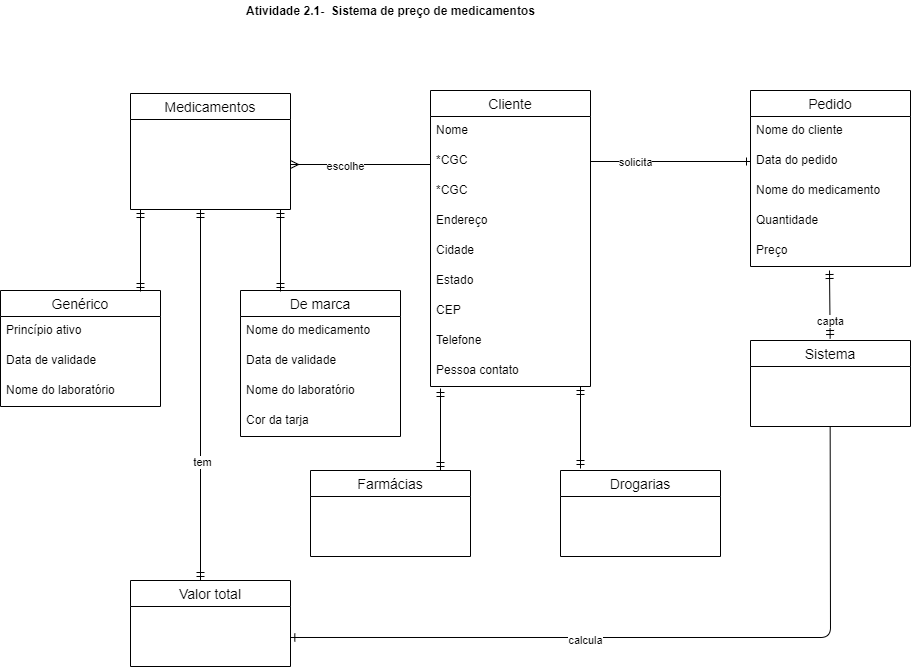 Atividade 2.1- Sistema de preço de medicamentos
Medicamentos
Cliente
Nome
*CGC
*CGC
Endereço
Cidade
Estado
CEP
Telefone
Pessoa contato
Pedido
Nome do cliente
Data do pedido
Nome do medicamento
Quantidade
Preço
escolhe
solicita
Genérico
Princípio ativo
Data de validade
Nome do laboratório
De marca
Nome do medicamento
Data de validade
Nome do laboratório
Cor da tarja
capta
Sistema
tem
Farmácias
Drogarias
Valor total
calcula